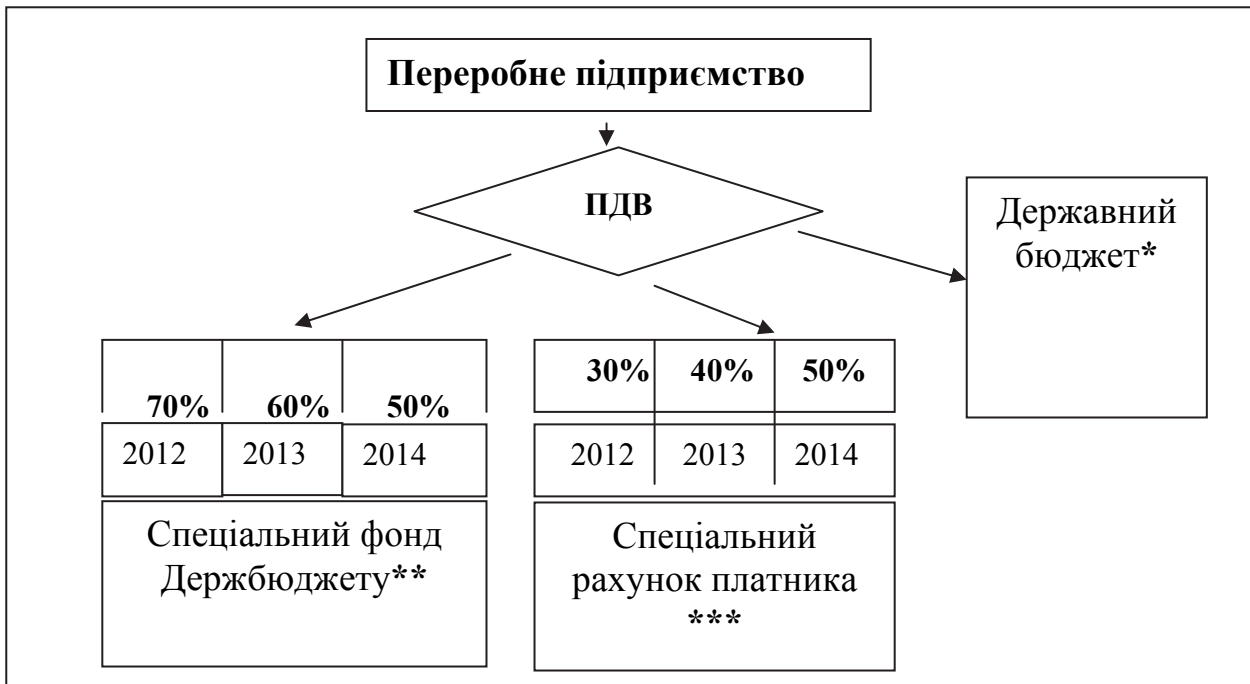 Переробне підприємство
ПДВ
Державний
бюджет*
70% 60% 50%
2012 2013 2014
Спеціальний фонд
Держбюджету**
30% 40% 50%
2012 2013 2014
Спеціальний
рахунок платника
***